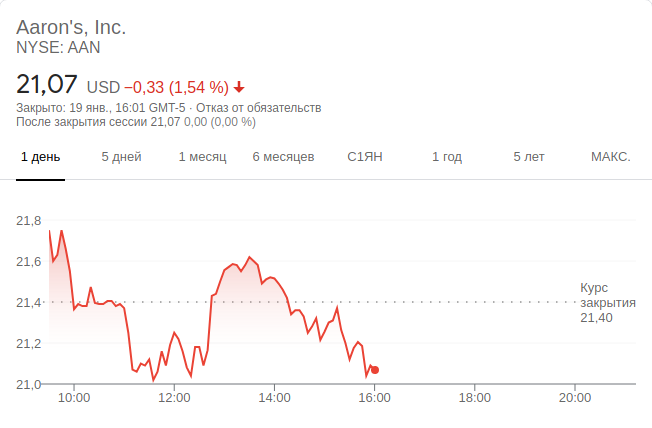 Aaron's, Inc.
NYSE: AAN
21,07 USD −0,33 (1,54 %)
Закрыто: 19 янв., 16:01 GMT-5 · Отказ от обязательств
После закрытия сессии 21,07 0,00 (0,00 %)
1 день 5 дней 1 месяц 6 месяцев С1ЯН 1 год 5 лет МАКС.
21,8
21,6
21,4
21,2
21,0
Курс
закрытия
21,40
10:00 12:00 14:00 16:00 18:00 20:00